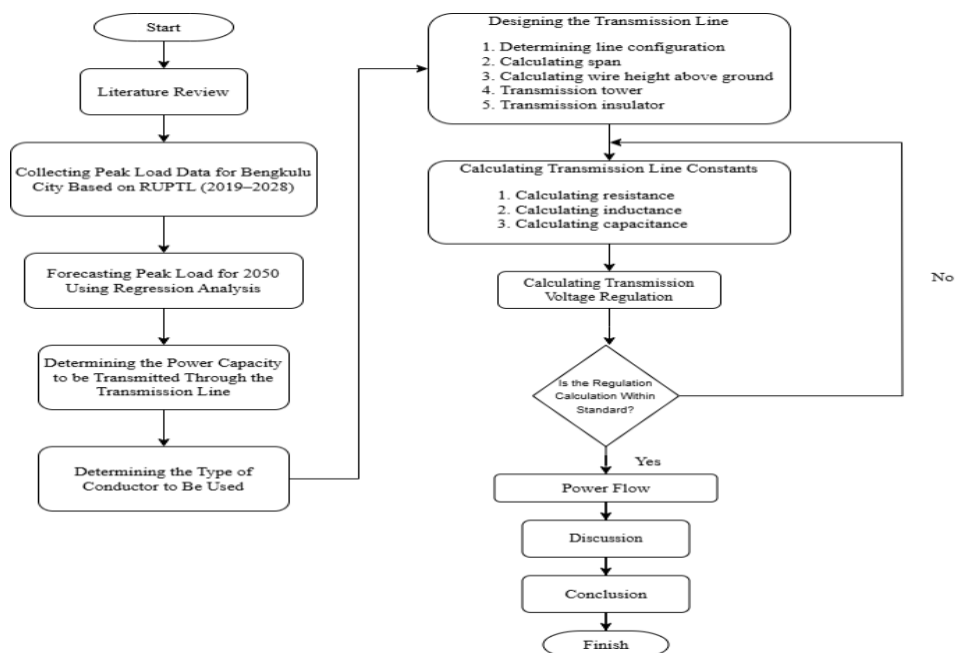 Start
Literature Review
Collecting Peak Load Data for Bengkulu
City Based on RUPTL (2019–2028)
Forecasting Peak Load for 2050
Using Regression Analysis
Determining the Power Capacity
to be Transmitted Through the
Transmission Line
Determining the Type of
Conductor to Be Used
Designing the Transmission Line
1. Determining line configuration
2. Calculating span
3. Calculating wire height above ground
4. Transmission tower
5. Transmission insulator
Calculating Transmission Line Constants
1. Calculating resistance
2. Calculating inductance
3. Calculating capacitance
Calculating Transmission
Voltage Regulation
Is the Regulation
Calculation Within
Standard?
No
Yes
Power Flow
Discussion
Conclusion
Finish